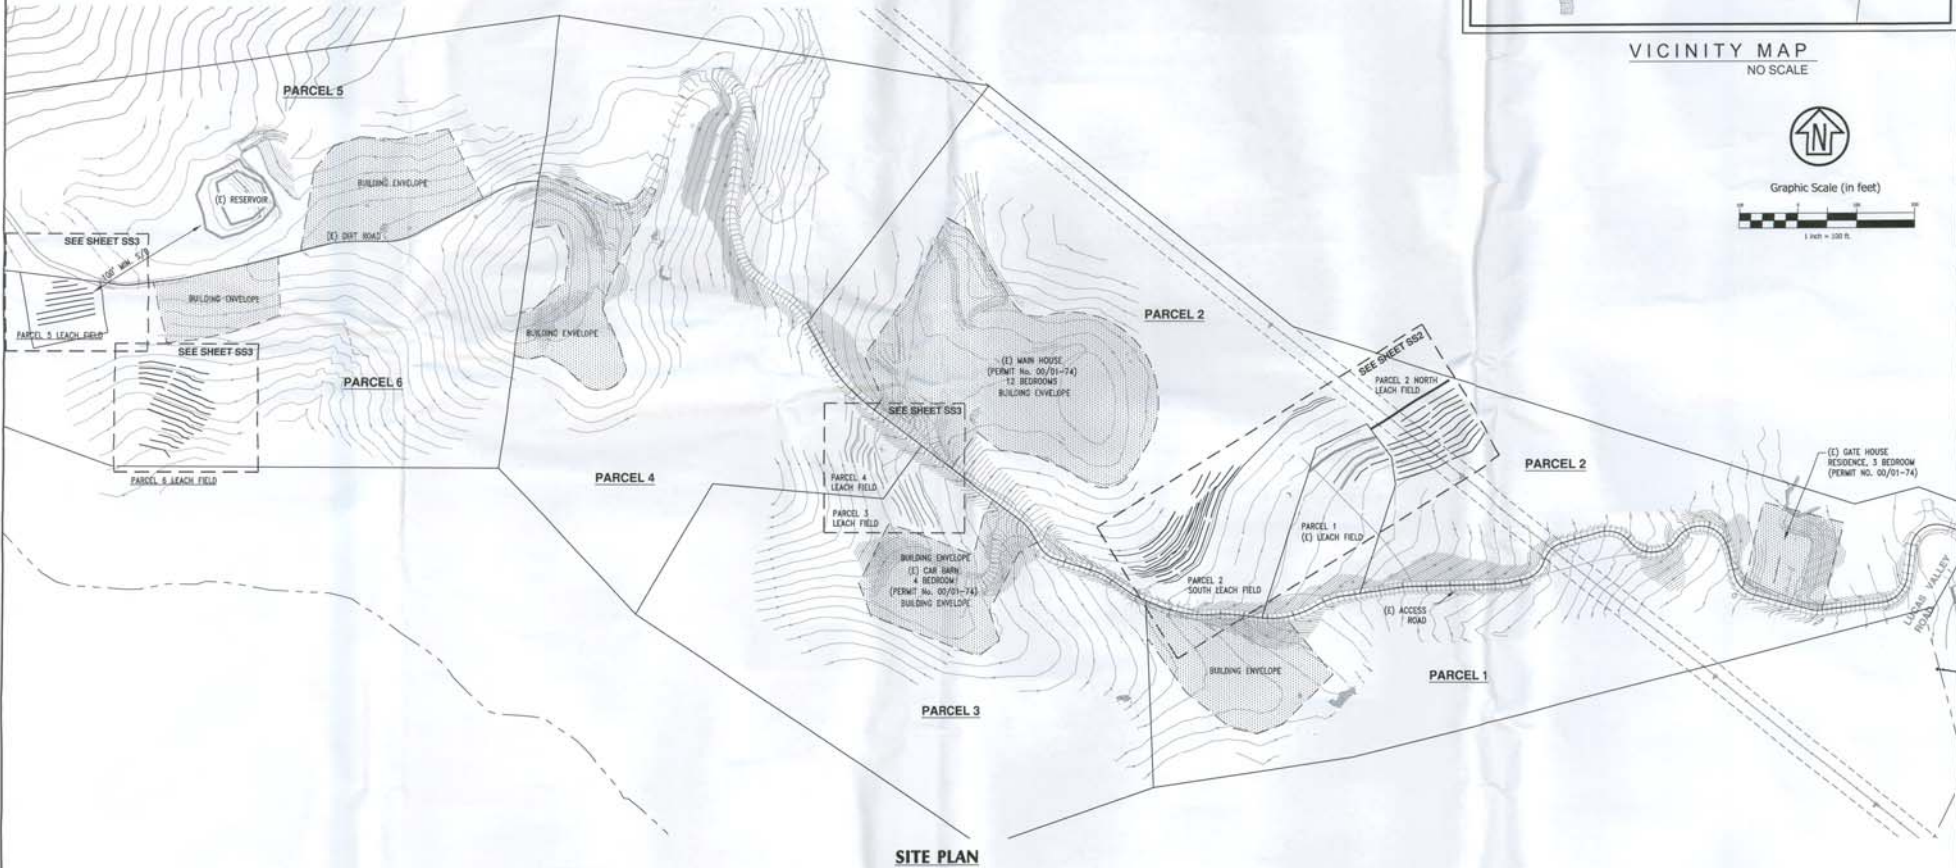 VICINITY MAP
NO SCALE
N
Graphic Scale (in feet)
1 inch = 100 ft.
PARCEL 5
(E) RESERVOIR
BUILDING ENVELOPE
(E) DIRT ROAD
SEE SHEET SS3
100' MIN. S/B
PARCEL 5 LEACH FIELD
BUILDING ENVELOPE
SEE SHEET SS3
PARCEL 6 LEACH FIELD
PARCEL 6
BUILDING ENVELOPE
PARCEL 4
SEE SHEET SS3
PARCEL 4
LEACH FIELD
PARCEL 3
LEACH FIELD
BUILDING ENVELOPE
(E) CAR BARN
4 BEDROOM
(PERMIT No. 00/01-74)
BUILDING ENVELOPE
PARCEL 3
PARCEL 2
(E) MAIN HOUSE
(PERMIT No. 00/01-74)
12 BEDROOMS
BUILDING ENVELOPE
SEE SHEET SS2
PARCEL 2 NORTH
LEACH FIELD
PARCEL 1
(E) LEACH FIELD
PARCEL 2
SOUTH LEACH FIELD
PARCEL 2
(E) GATE HOUSE
RESIDENCE, 3 BEDROOM
(PERMIT NO. 00/01-74)
(E) ACCESS
ROAD
LUCAS VALLEY
ROAD
BUILDING ENVELOPE
PARCEL 1
SITE PLAN